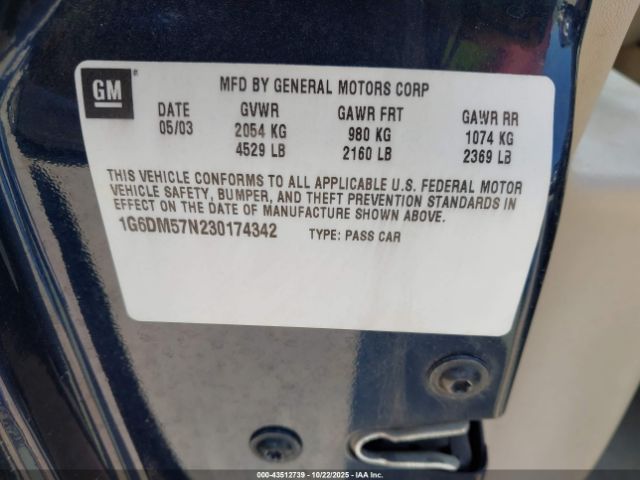 GM
MFD BY GENERAL MOTORS CORP
DATE GVWR GAWR FRT GAWR RR
05/03 2054 KG 980 KG 1074 KG
4529 LB 2160 LB 2369 LB
THIS VEHICLE CONFORMS TO ALL APPLICABLE U.S. FEDERAL MOTOR
VEHICLE SAFETY, BUMPER, AND THEFT PREVENTION STANDARDS IN
EFFECT ON THE DATE OF MANUFACTURE SHOWN ABOVE.
1G6DM57N230174342 TYPE: PASS CAR
© 000-43512739 | 10/22/2025 - Copyright IAA, Inc.